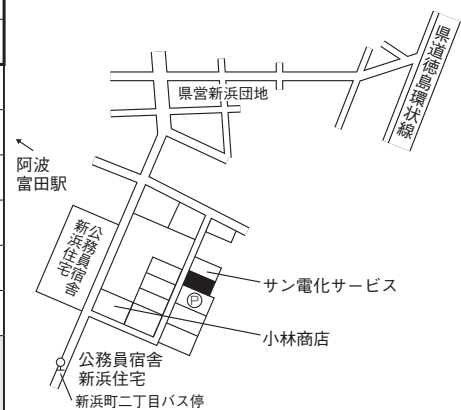 県道徳島環状線
県営新浜団地
阿波
富田駅
公務員宿舎
新浜住宅
サン電化サービス
P
小林商店
公務員宿舎
新浜住宅
新浜町二丁目バス停